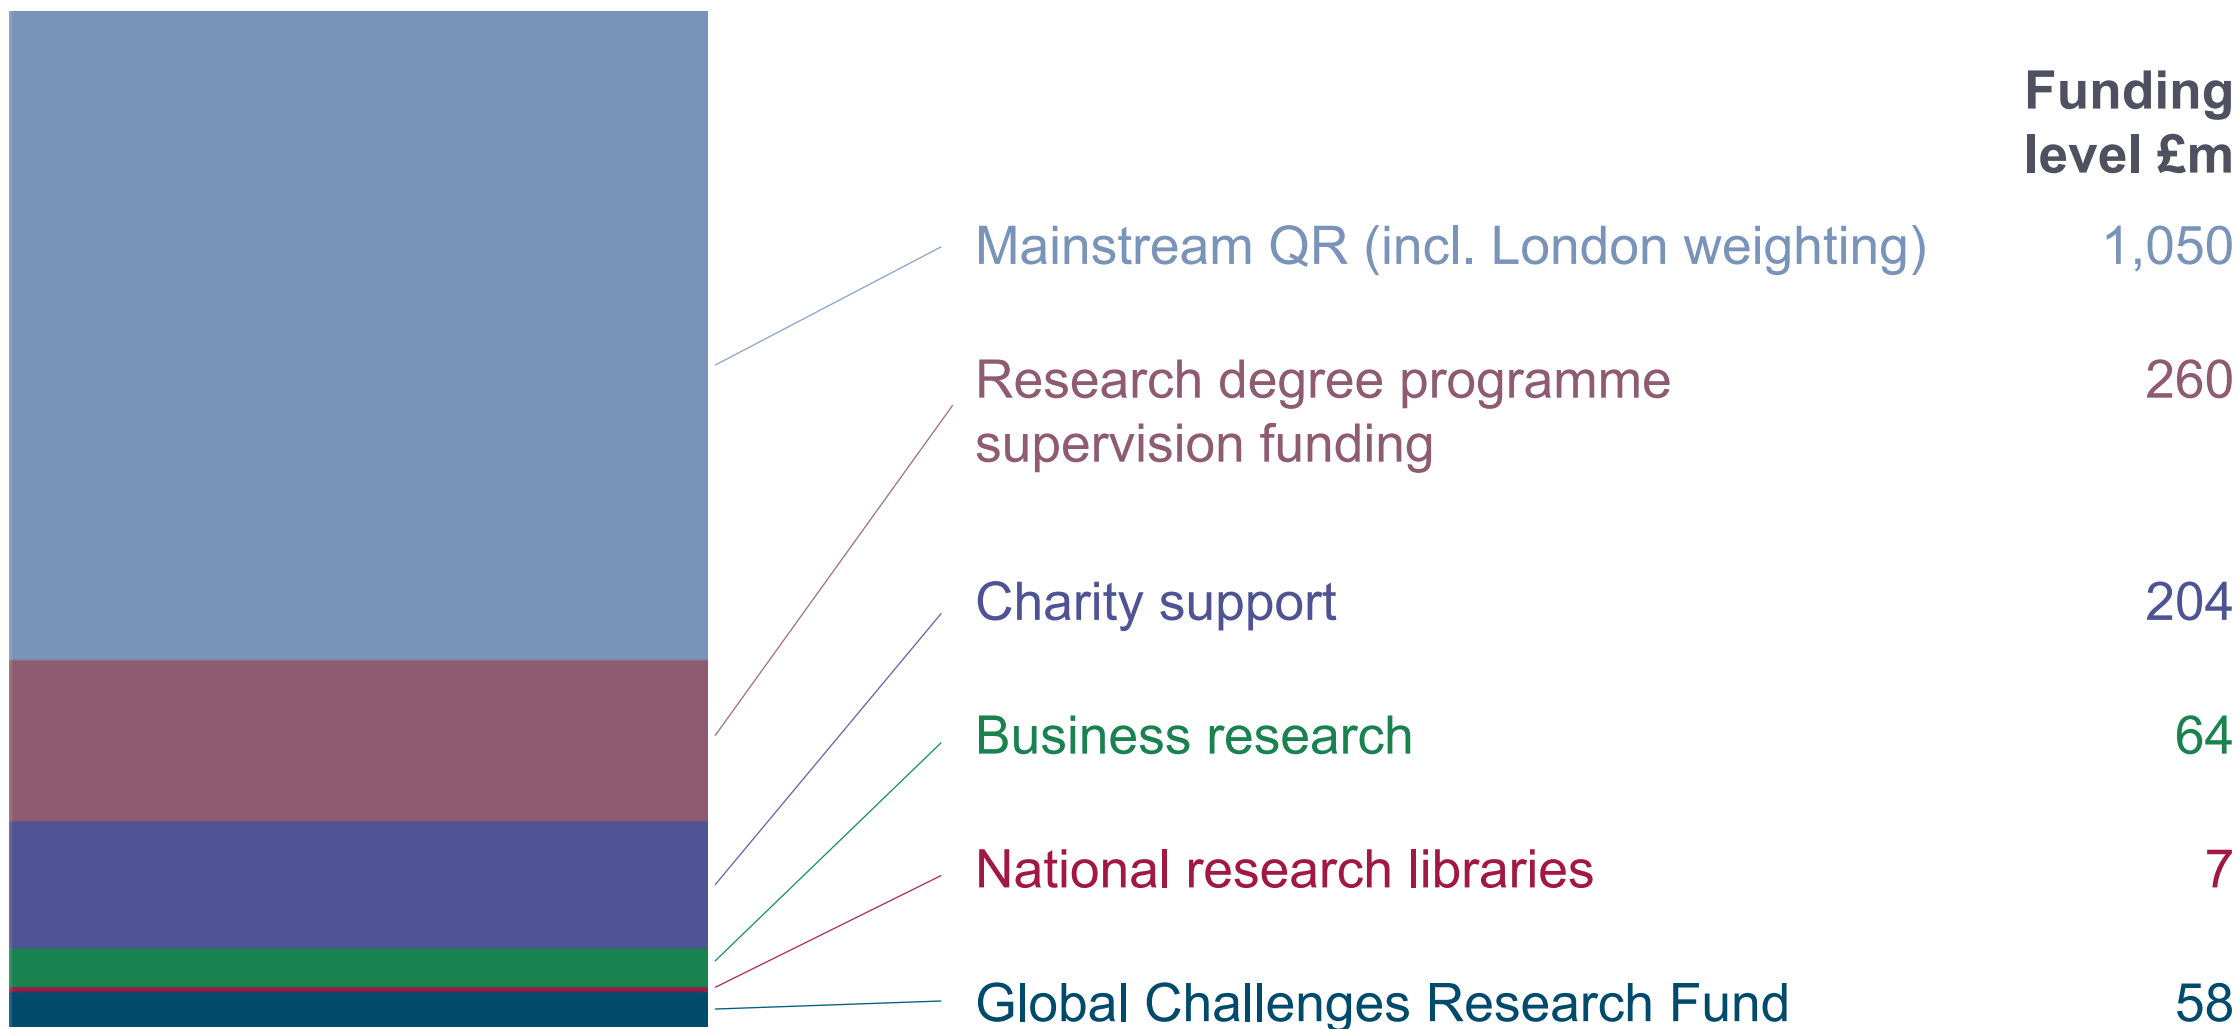 Funding
level £m
Mainstream QR (incl. London weighting) 1,050
Research degree programme 260
supervision funding
Charity support 204
Business research 64
National research libraries 7
Global Challenges Research Fund 58